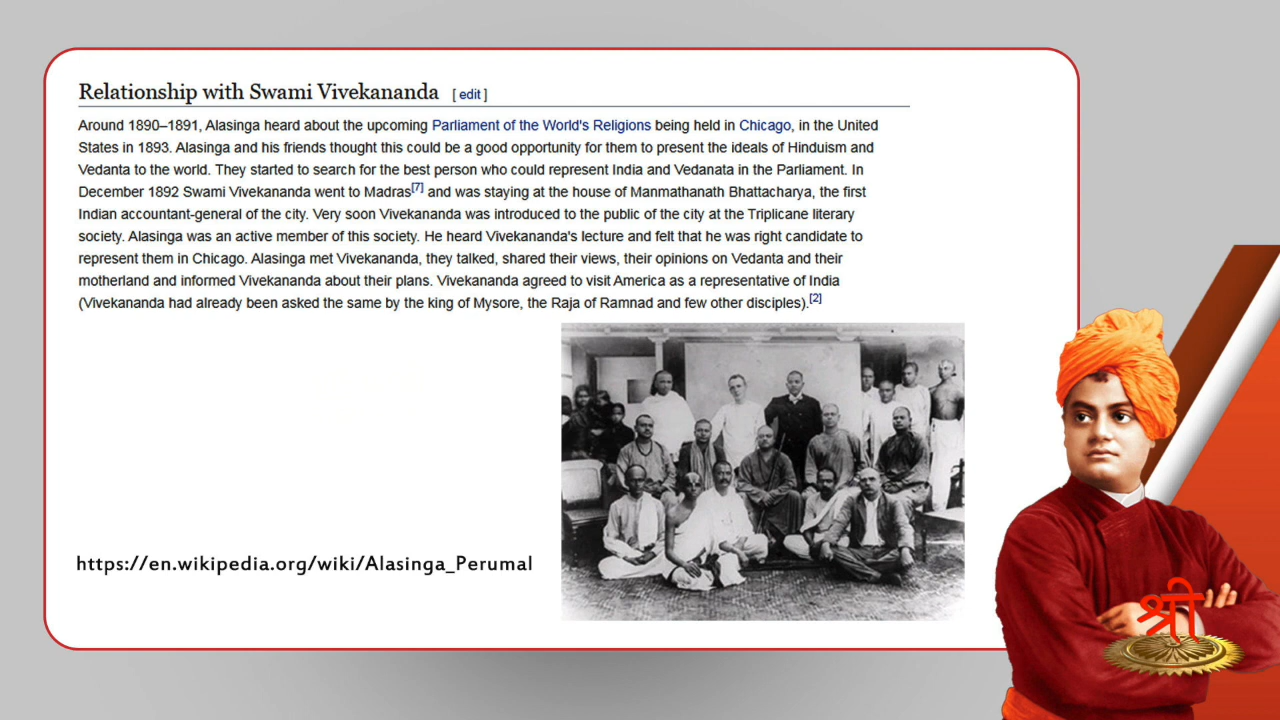 Relationship with Swami Vivekananda [ edit ]
Around 1890–1891, Alasinga heard about the upcoming Parliament of the World's Religions being held in Chicago, in the United
States in 1893. Alasinga and his friends thought this could be a good opportunity for them to present the ideals of Hinduism and
Vedanta to the world. They started to search for the best person who could represent India and Vedanata in the Parliament. In
December 1892 Swami Vivekananda went to Madras[7] and was staying at the house of Manmathanath Bhattacharya, the first
Indian accountant-general of the city. Very soon Vivekananda was introduced to the public of the city at the Triplicane literary
society. Alasinga was an active member of this society. He heard Vivekananda's lecture and felt that he was right candidate to
represent them in Chicago. Alasinga met Vivekananda, they talked, shared their views, their opinions on Vedanta and their
motherland and informed Vivekananda about their plans. Vivekananda agreed to visit America as a representative of India
(Vivekananda had already been asked the same by the king of Mysore, the Raja of Ramnad and few other disciples).[2]
https://en.wikipedia.org/wiki/Alasinga_Perumal
श्री